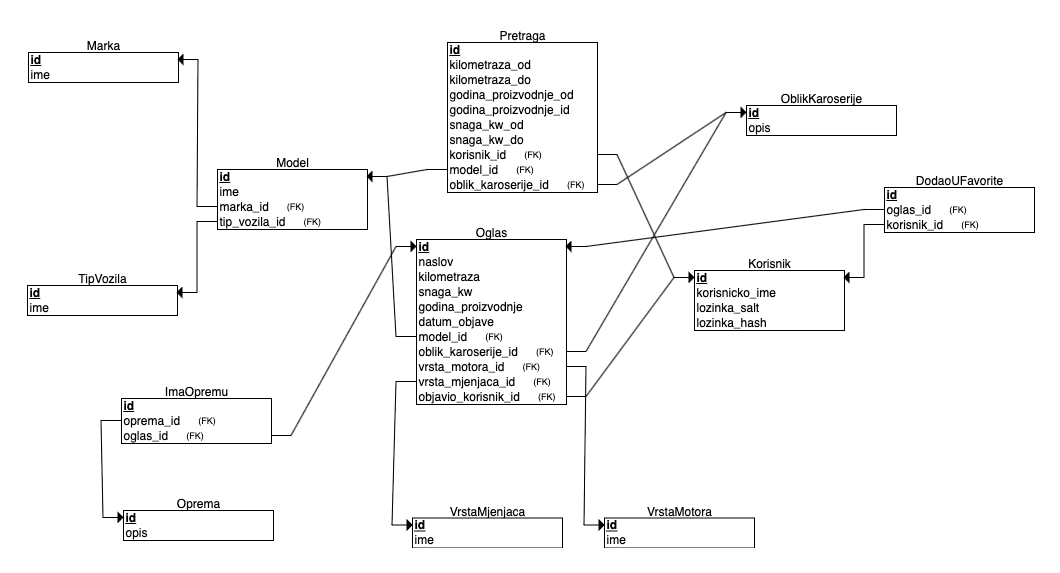 Marka
id
ime
Pretraga
id
kilometraza_od
kilometraza_do
godina_proizvodnje_od
godina_proizvodnje_id
snaga_kw_od
snaga_kw_do
korisnik_id (FK)
model_id (FK)
oblik_karoserije_id (FK)
OblikKaroserije
id
opis
Model
id
ime
marka_id (FK)
tip_vozila_id (FK)
DodaoUFavorite
id
oglas_id (FK)
korisnik_id (FK)
Oglas
id
naslov
kilometraza
snaga_kw
godina_proizvodnje
datum_objave
model_id (FK)
oblik_karoserije_id (FK)
vrsta_motora_id (FK)
vrsta_mjenjaca_id (FK)
objavio_korisnik_id (FK)
Korisnik
id
korisnicko_ime
lozinka_salt
lozinka_hash
TipVozila
id
ime
ImaOpremu
id
oprema_id (FK)
oglas_id (FK)
Oprema
id
opis
VrstaMjenjaca
id
ime
VrstaMotora
id
ime